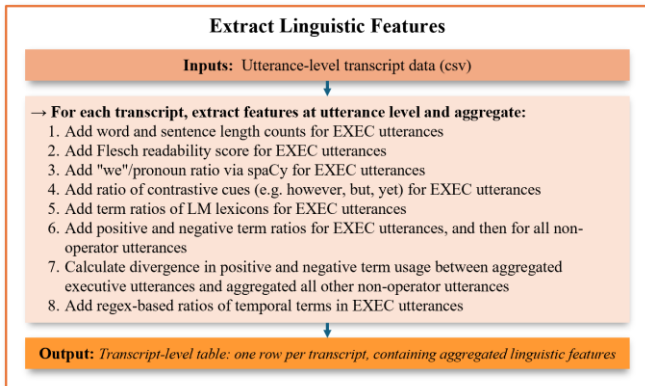 Extract Linguistic Features
Inputs: Utterance-level transcript data (csv)
→ For each transcript, extract features at utterance level and aggregate:
1. Add word and sentence length counts for EXEC utterances
2. Add Flesch readability score for EXEC utterances
3. Add "we"/pronoun ratio via spaCy for EXEC utterances
4. Add ratio of contrastive cues (e.g. however, but, yet) for EXEC utterances
5. Add term ratios of LM lexicons for EXEC utterances
6. Add positive and negative term ratios for EXEC utterances, and then for all non-
operator utterances
7. Calculate divergence in positive and negative term usage between aggregated
executive utterances and aggregated all other non-operator utterances
8. Add regex-based ratios of temporal terms in EXEC utterances
Output: Transcript-level table: one row per transcript, containing aggregated linguistic features